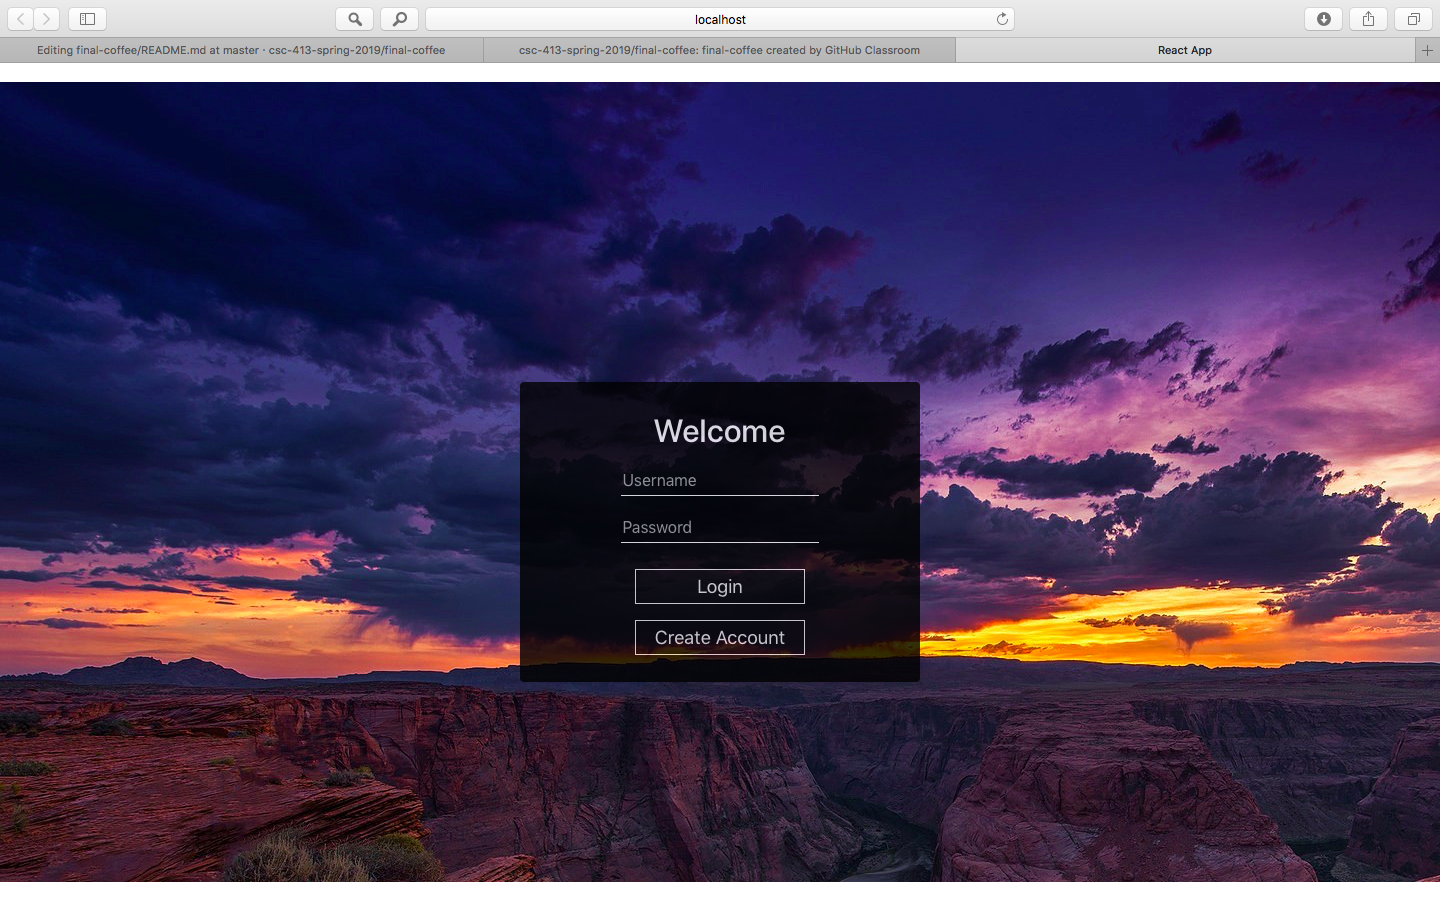 localhost
Editing final-coffee/README.md at master · csc-413-spring-2019/final-coffee
csc-413-spring-2019/final-coffee: final-coffee created by GitHub Classroom
React App
Welcome
Username
Password
Login
Create Account